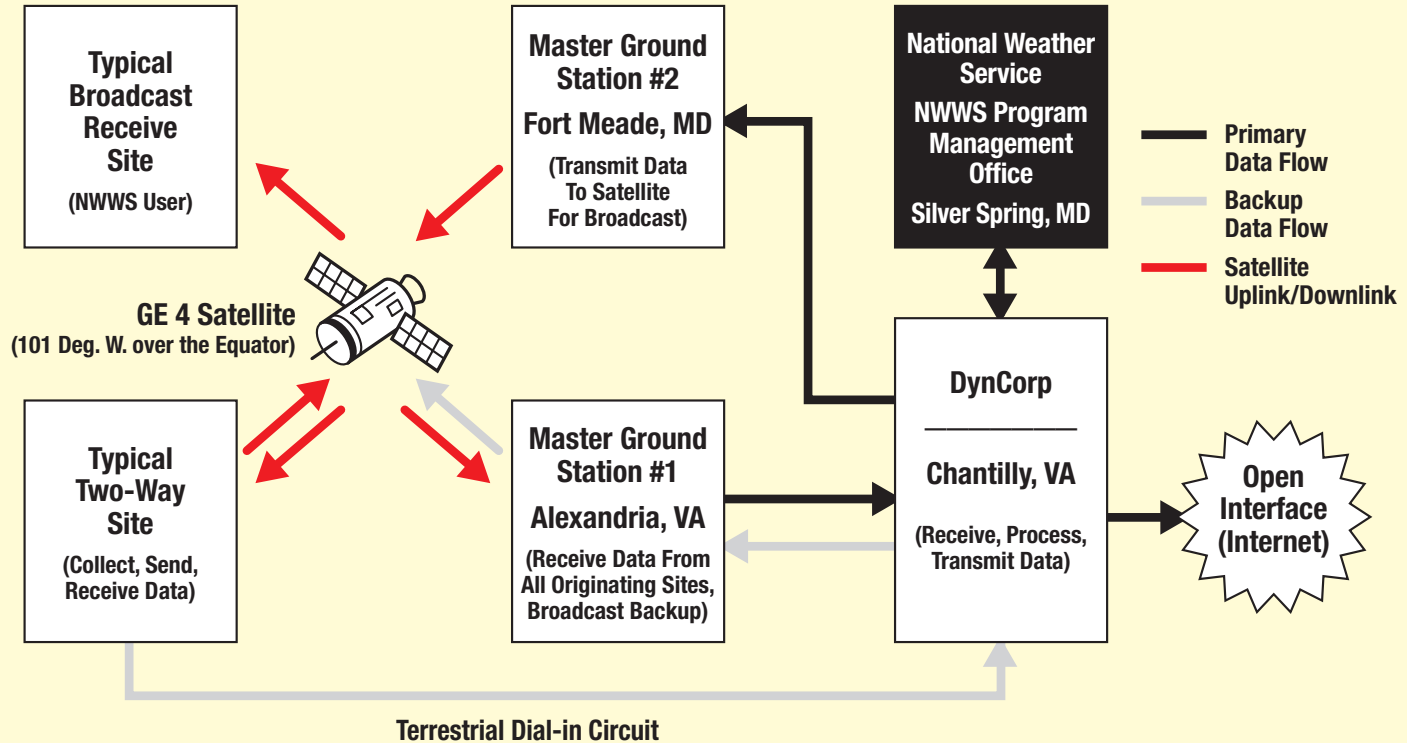 Typical
Broadcast
Receive
Site
(NWWS User)
Master Ground
Station #2
Fort Meade, MD
(Transmit Data
To Satellite
For Broadcast)
National Weather
Service
NWWS Program
Management
Office
Silver Spring, MD
Primary
Data Flow
Backup
Data Flow
Satellite
Uplink/Downlink
GE 4 Satellite
(101 Deg. W. over the Equator)
Typical
Two-Way
Site
(Collect, Send,
Receive Data)
Master Ground
Station #1
Alexandria, VA
(Receive Data From
All Originating Sites,
Broadcast Backup)
DynCorp
Chantilly, VA
(Receive, Process,
Transmit Data)
Open
Interface
(Internet)
Terrestrial Dial-in Circuit